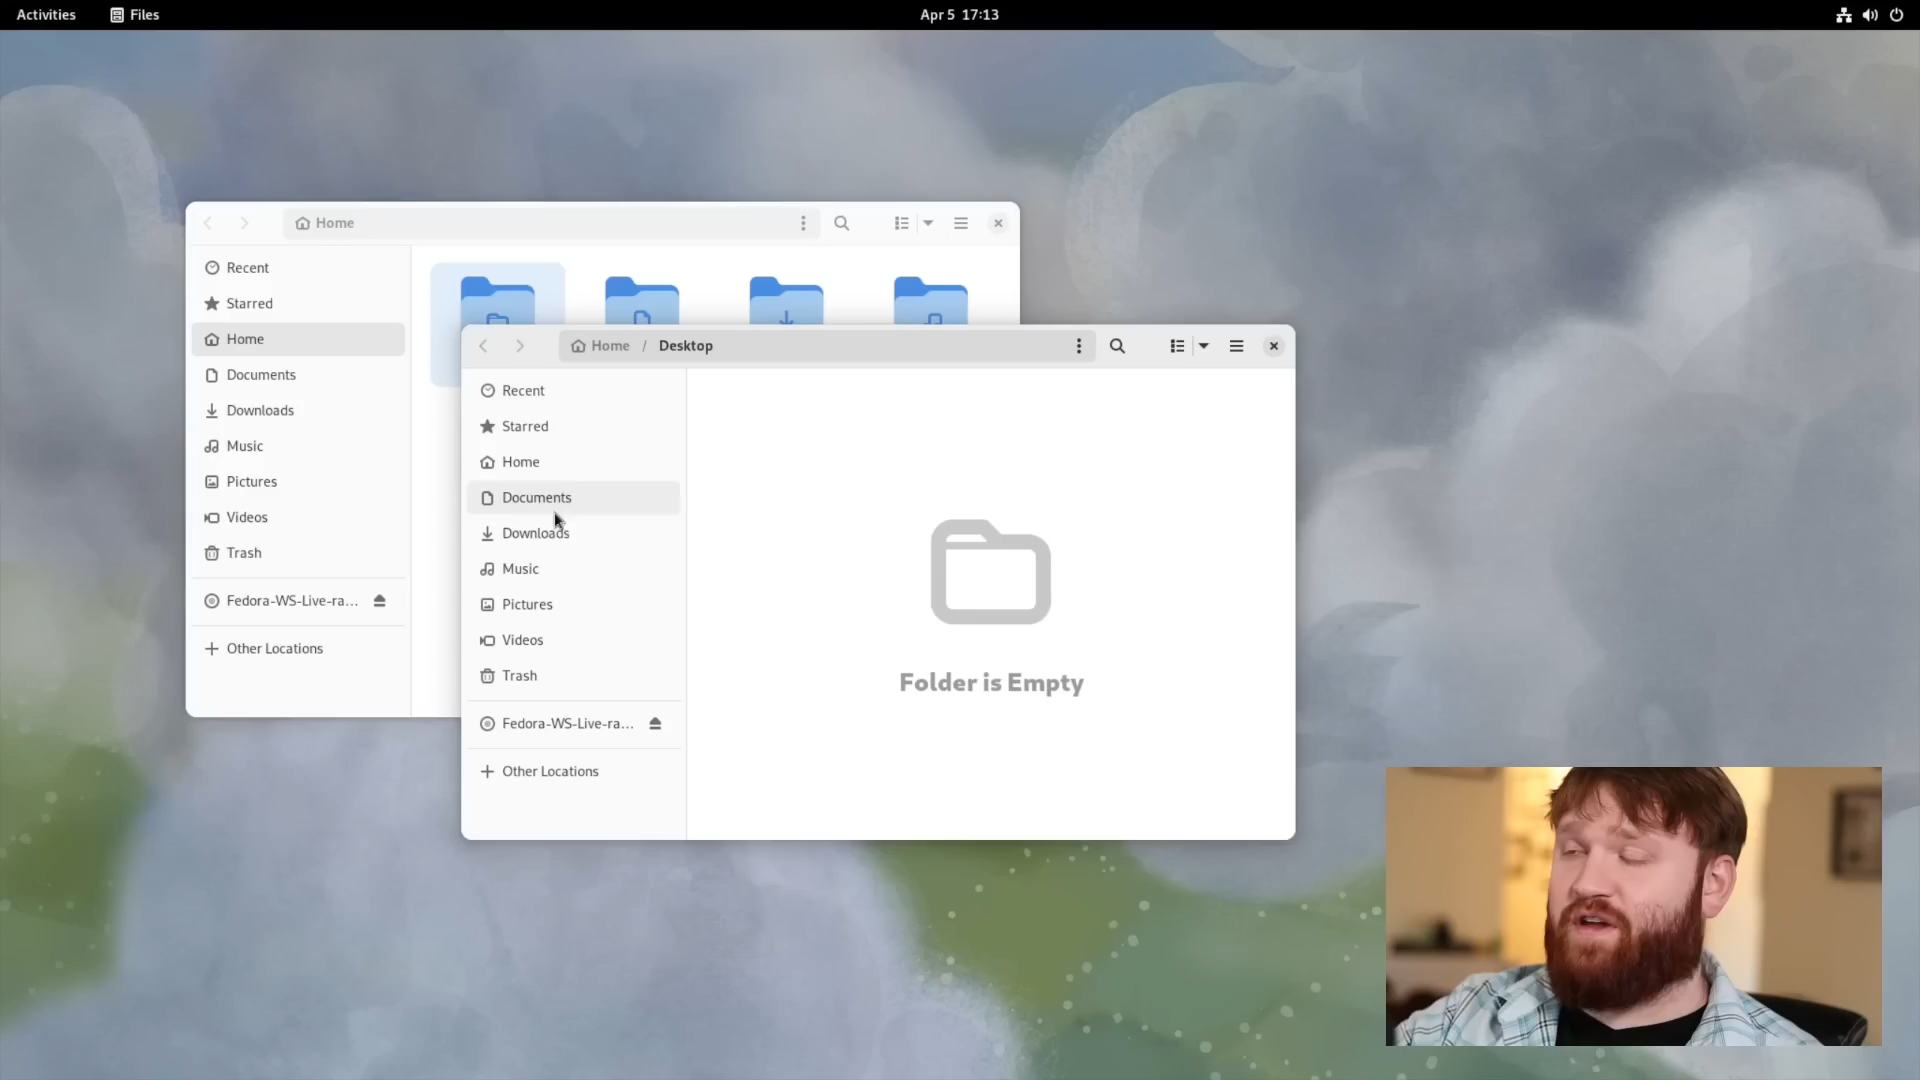 Activities
Files
Apr 5 17:13
Home
Recent
Starred
Home
Documents
Downloads
Music
Pictures
Videos
Trash
Fedora-WS-Live-ra...
Other Locations
Home / Desktop
Recent
Starred
Home
Documents
Downloads
Music
Pictures
Videos
Trash
Fedora-WS-Live-ra...
Other Locations
Folder is Empty